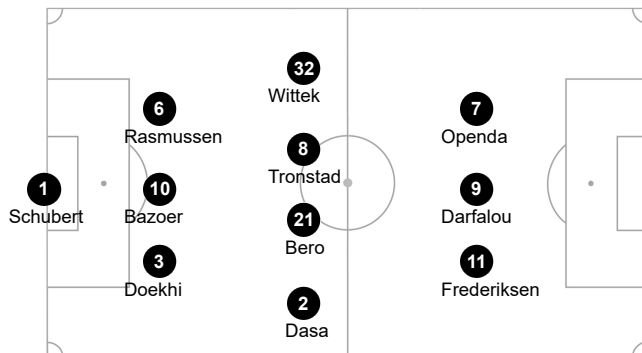 32
Wittek
6
Rasmussen
7
Openda
8
Tronstad
1
Schubert
10
Bazoer
9
Darfalou
21
Bero
3
Doekhi
11
Frederiksen
2
Dasa